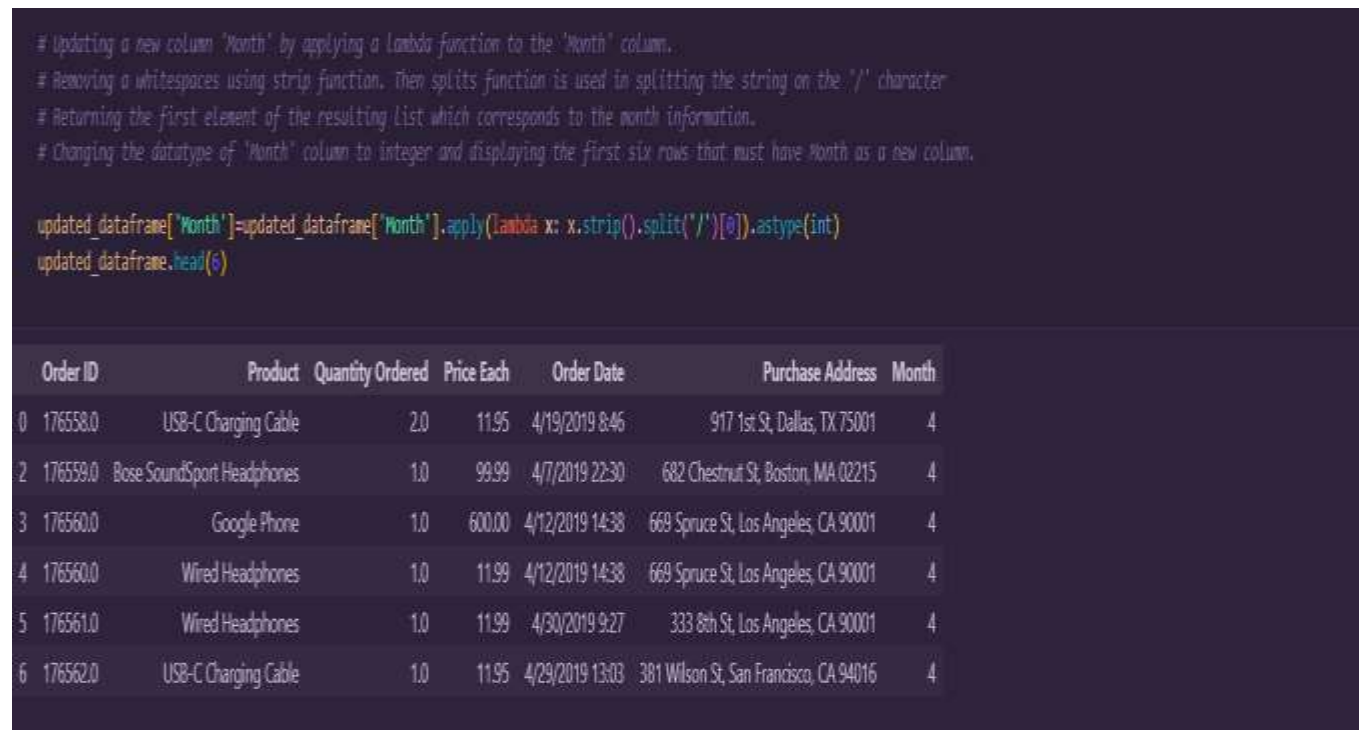 # Updating a new column 'Month' by applying a lambda function to the 'Month' column.
# Removing a whitespaces using strip function. Then splits function is used in splitting the string on the '/' character
# Returning the first element of the resulting list which corresponds to the month information.
# Changing the datatype of 'Month' column to integer and displaying the first six rows that must have Month as a new column.
updated_dataframe['Month']=updated_dataframe['Month'].apply(lambda x: x.strip().split('/')[0]).astype(int)
updated_dataframe.head(6)
Order ID Product Quantity Ordered Price Each Order Date Purchase Address Month
0 176558.0 USB-C Charging Cable 2.0 11.95 4/19/2019 8:46 917 1st St, Dallas, TX 75001 4
2 176559.0 Bose SoundSport Headphones 1.0 99.99 4/7/2019 22:30 682 Chestnut St, Boston, MA 02215 4
3 176560.0 Google Phone 1.0 600.00 4/12/2019 14:38 669 Spruce St, Los Angeles, CA 90001 4
4 176560.0 Wired Headphones 1.0 11.99 4/12/2019 14:38 669 Spruce St, Los Angeles, CA 90001 4
5 176561.0 Wired Headphones 1.0 11.99 4/30/2019 9:27 333 8th St, Los Angeles, CA 90001 4
6 176562.0 USB-C Charging Cable 1.0 11.95 4/29/2019 13:03 381 Wilson St, San Francisco, CA 94016 4